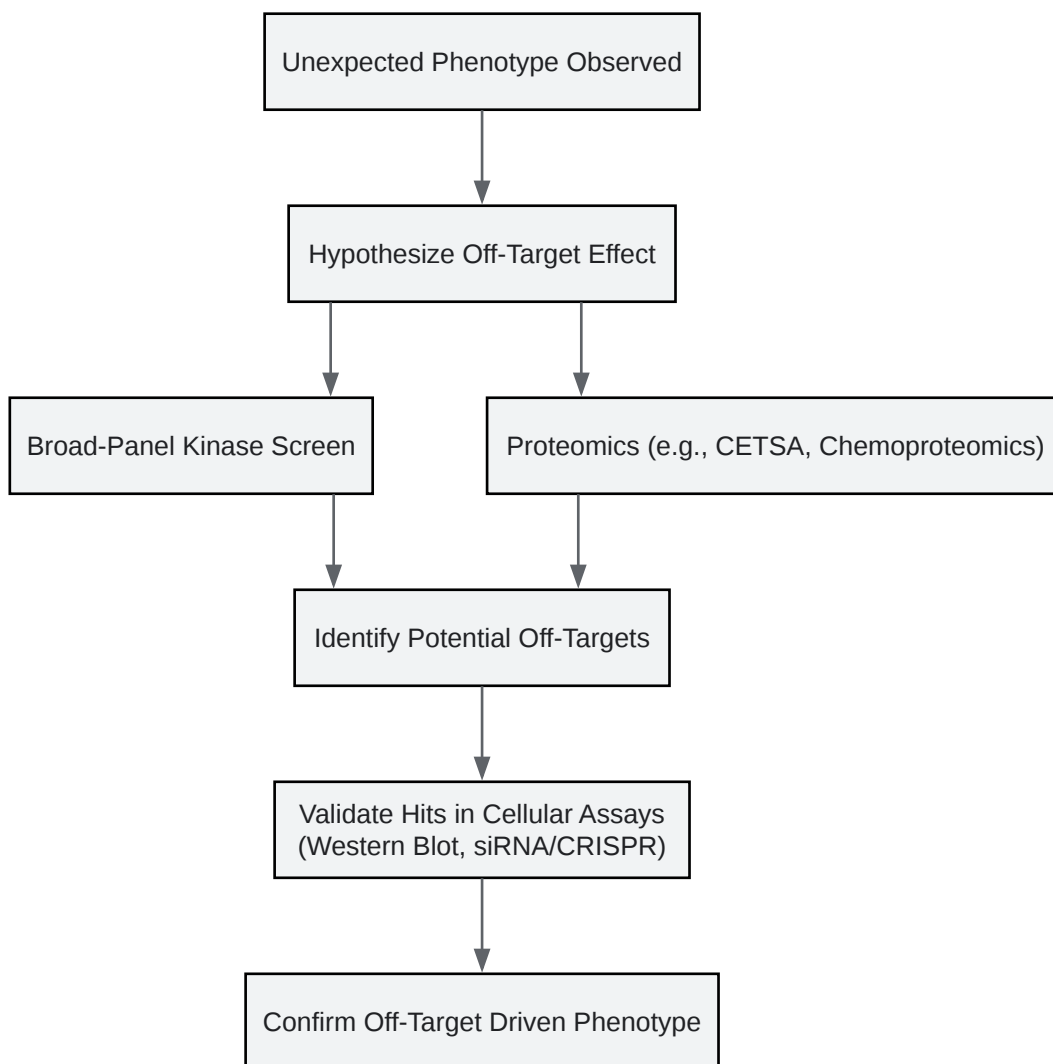 Unexpected Phenotype Observed
Hypothesize Off-Target Effect
Broad-Panel Kinase Screen
Proteomics (e.g., CETSA, Chemoproteomics)
Identify Potential Off-Targets
Validate Hits in Cellular Assays
(Western Blot, siRNA/CRISPR)
Confirm Off-Target Driven Phenotype